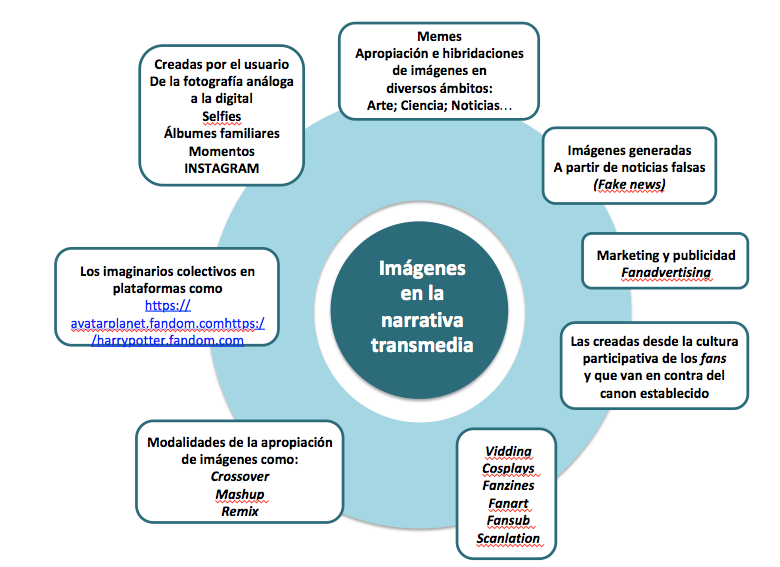 Memes
Apropiación e hibridaciones
de imágenes en
diversos ámbitos:
Arte; Ciencia; Noticias...
Creadas por el usuario
De la fotografía análoga
a la digital
Selfies
Álbumes familiares
Momentos
INSTAGRAM
Imágenes generadas
A partir de noticias falsas
(Fake news)
Marketing y publicidad
Fanadvertising
Los imaginarios colectivos en
plataformas como
https://
avatarplanet.fandom.comhttps:/
/harrypotter.fandom.com
Imágenes
en la
narrativa
transmedia
Las creadas desde la cultura
participativa de los fans
y que van en contra del
canon establecido
Modalidades de la apropiación
de imágenes como:
Crossover
Mashup
Remix
Vidding
Cosplays
Fanzines
Fanart
Fansub
Scanlation